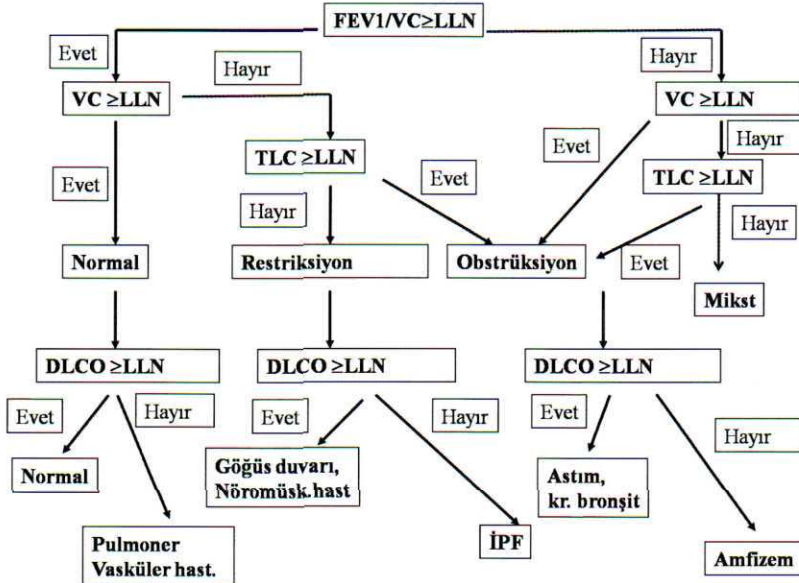 FEV1/VC≥LLN
Evet
Hayır
Hayır
VC ≥LLN
VC ≥LLN
TLC ≥LLN
Evet
Hayır
Evet
Evet
TLC ≥LLN
Hayır
Hayır
Normal
Restriksiyon
Obstrüksiyon
Evet
Mikst
DLCO ≥LLN
DLCO ≥LLN
DLCO ≥LLN
Evet
Hayır
Evet
Hayır
Evet
Hayır
Normal
Göğüs duvarı,
Nöromüsk.hast
Astım,
kr. bronşit
Pulmoner
Vasküler hast.
İPF
Amfizem